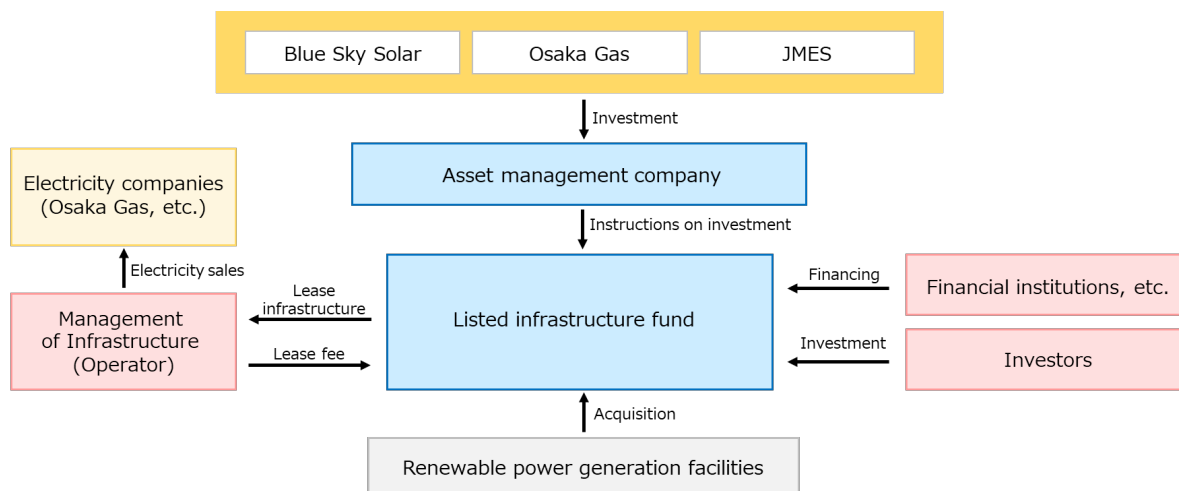 Blue Sky Solar
Osaka Gas
JMES
Investment
Asset management company
Instructions on investment
Electricity companies
(Osaka Gas, etc.)
Electricity sales
Management
of Infrastructure
(Operator)
Lease
infrastructure
Lease fee
Listed infrastructure fund
Financing
Financial institutions, etc.
Investment
Investors
Acquisition
Renewable power generation facilities